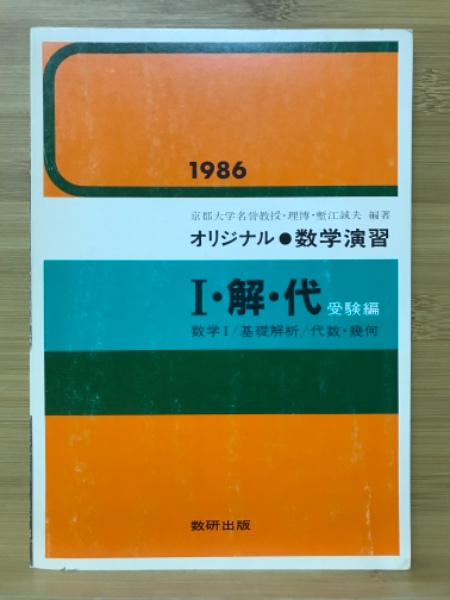 1986
京都大学名誉教授・理博・蟹江誠夫 編著
オリジナル●数学演習
I・解・代 受験編
数学I/基礎解析/代数・幾何
数研出版